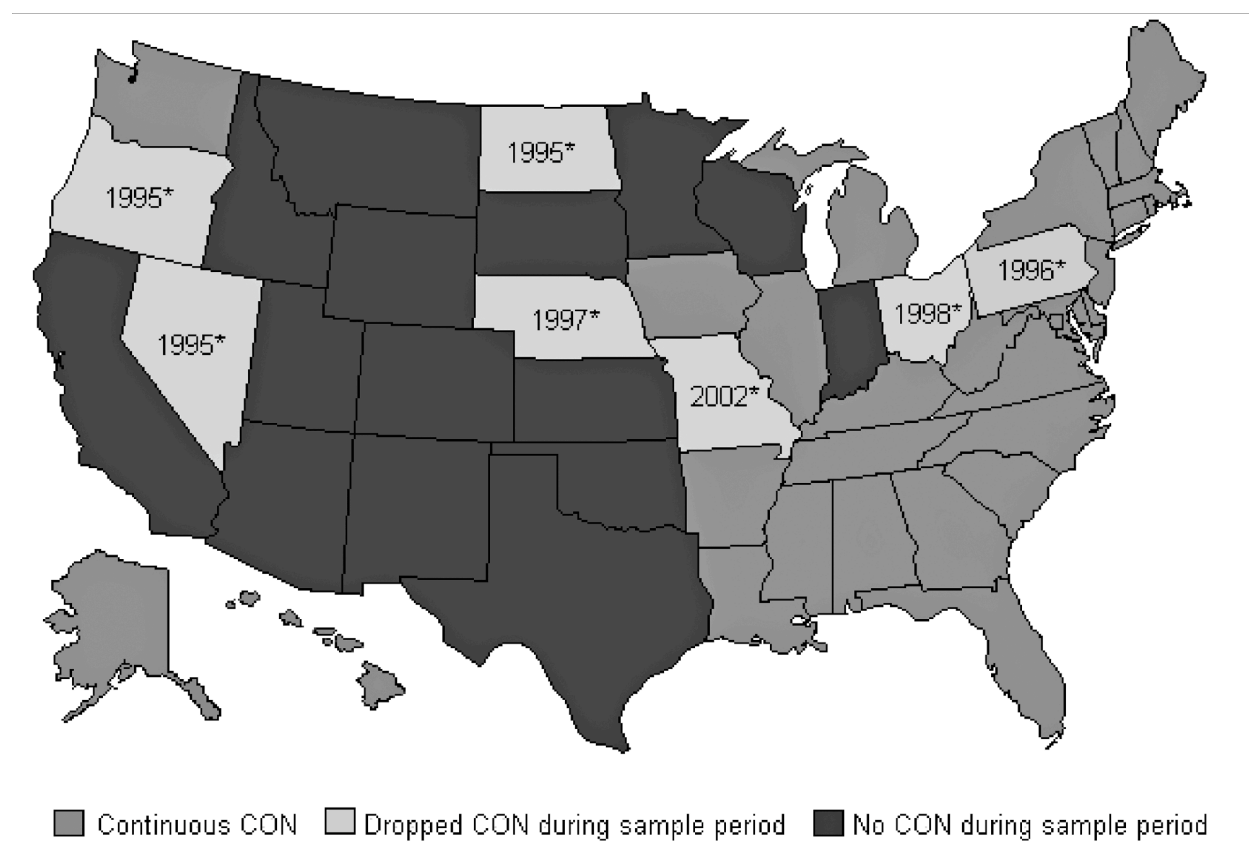 1995*
1995*
1996*
1998*
1997*
1995*
2002*
Continuous CON
Dropped CON during sample period
No CON during sample period